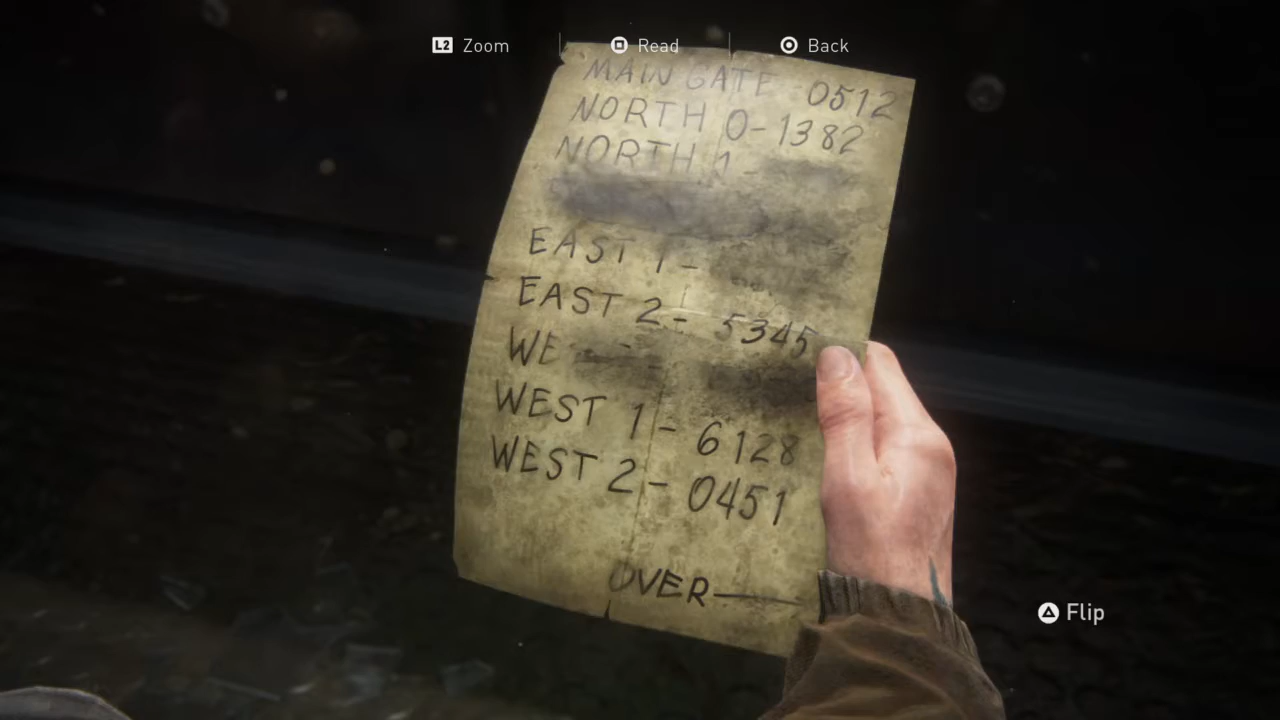 L2 Zoom Read Back
MAIN GATE 0512
NORTH 0- 1382
NORTH 1 -
EAST 1 -
EAST 2 - 5345
WE
WEST 1 - 6128
WEST 2 - 0451
OVER
Flip